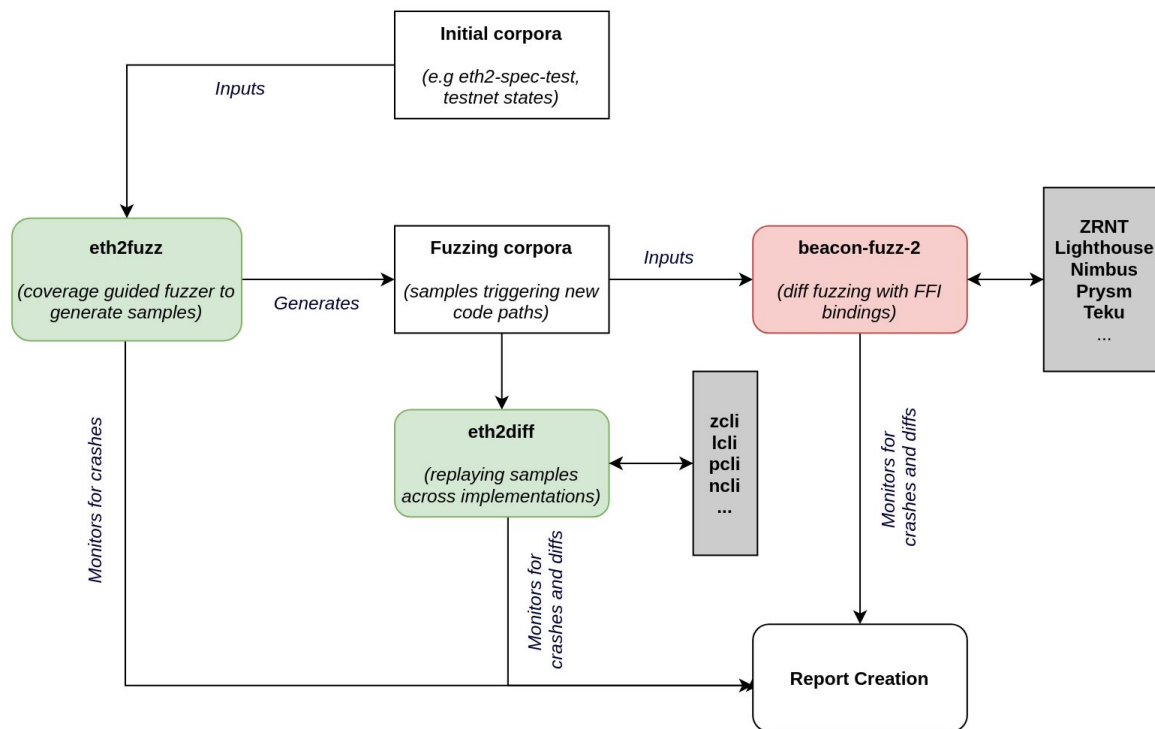 Initial corpora
(e.g eth2-spec-test,
testnet states)
Inputs
eth2fuzz
(coverage guided fuzzer to
generate samples)
Generates
Fuzzing corpora
(samples triggering new
code paths)
Inputs
beacon-fuzz-2
(diff fuzzing with FFI
bindings)
ZRNT
Lighthouse
Nimbus
Prysm
Teku
...
eth2diff
(replaying samples
across implementations)
zcli
lcli
pcli
ncli
...
Monitors for crashes
Monitors for
crashes and diffs
Monitors for
crashes and diffs
Report Creation